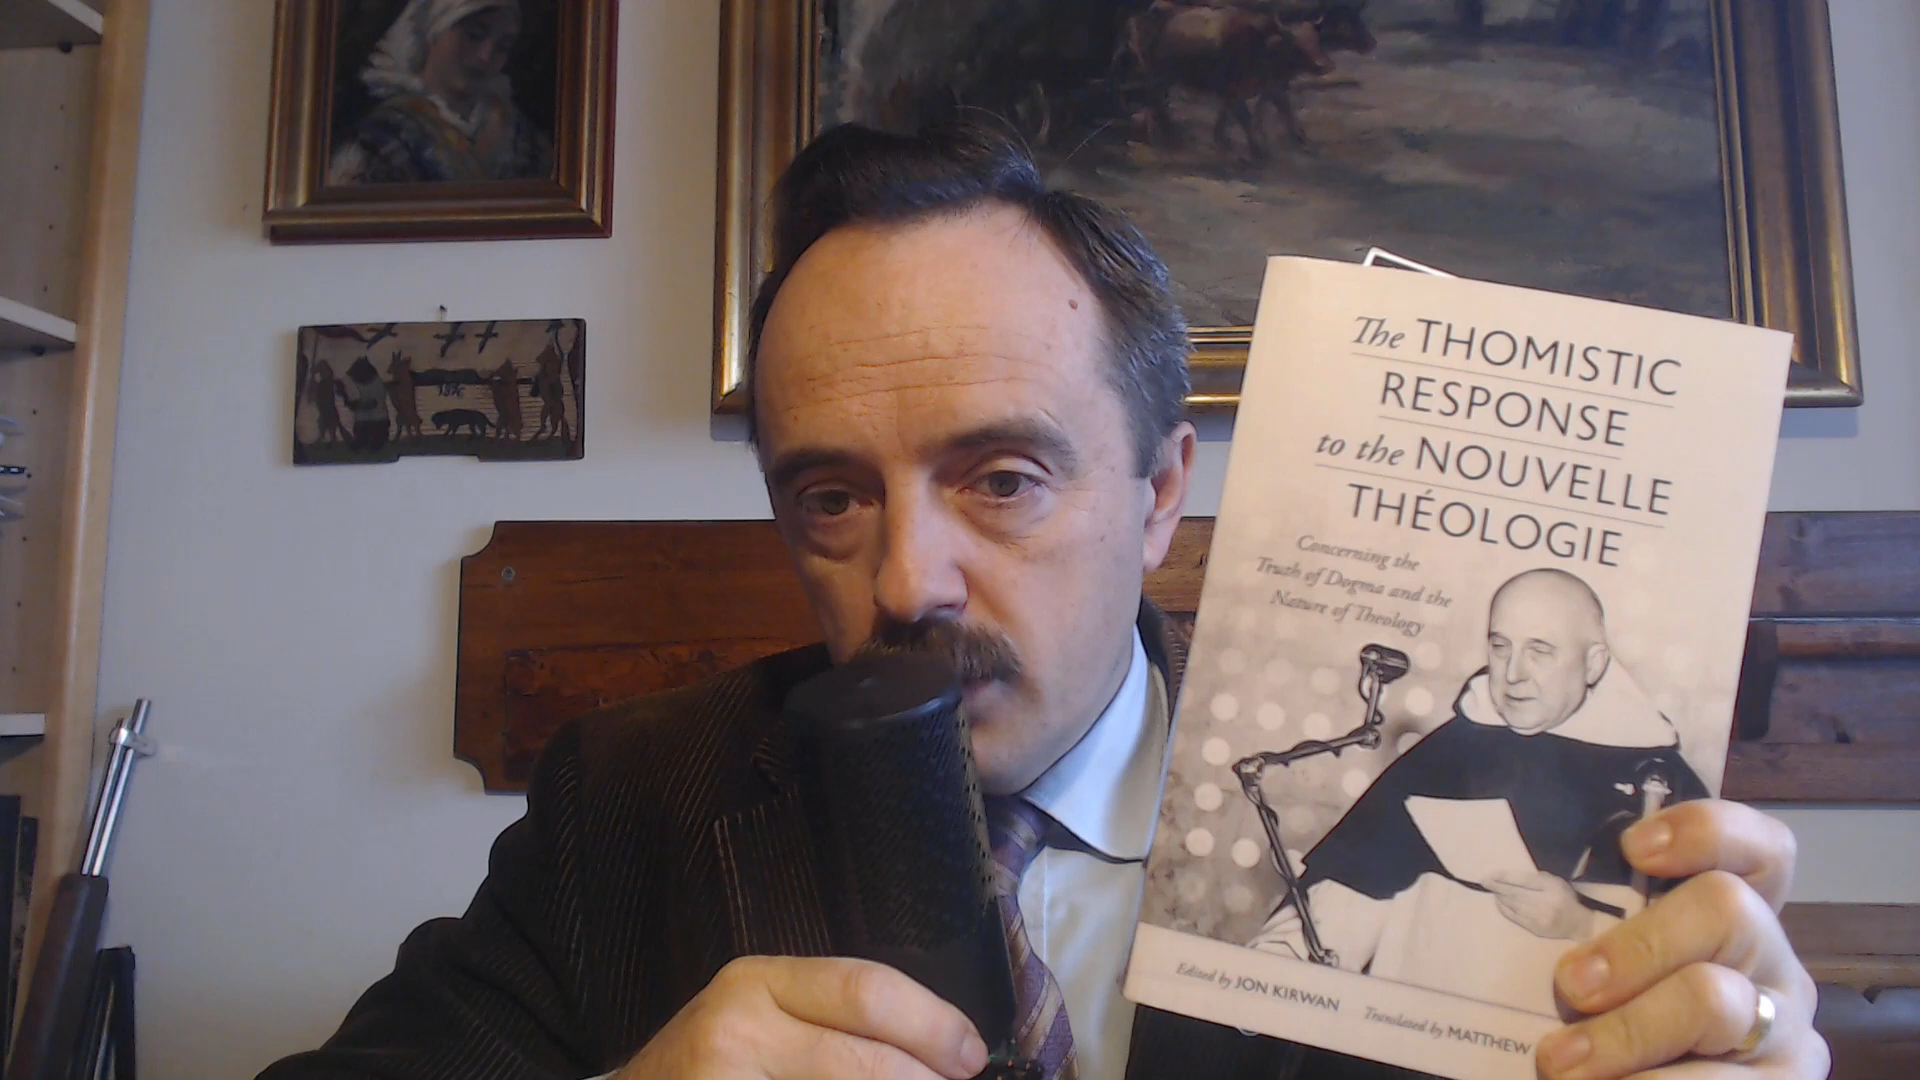 The THOMISTIC
RESPONSE
to the NOUVELLE
THÉOLOGIE
Concerning the
Truth of Dogma and the
Nature of Theology
Edited by JON KIRWAN
Translated by MATTHEW